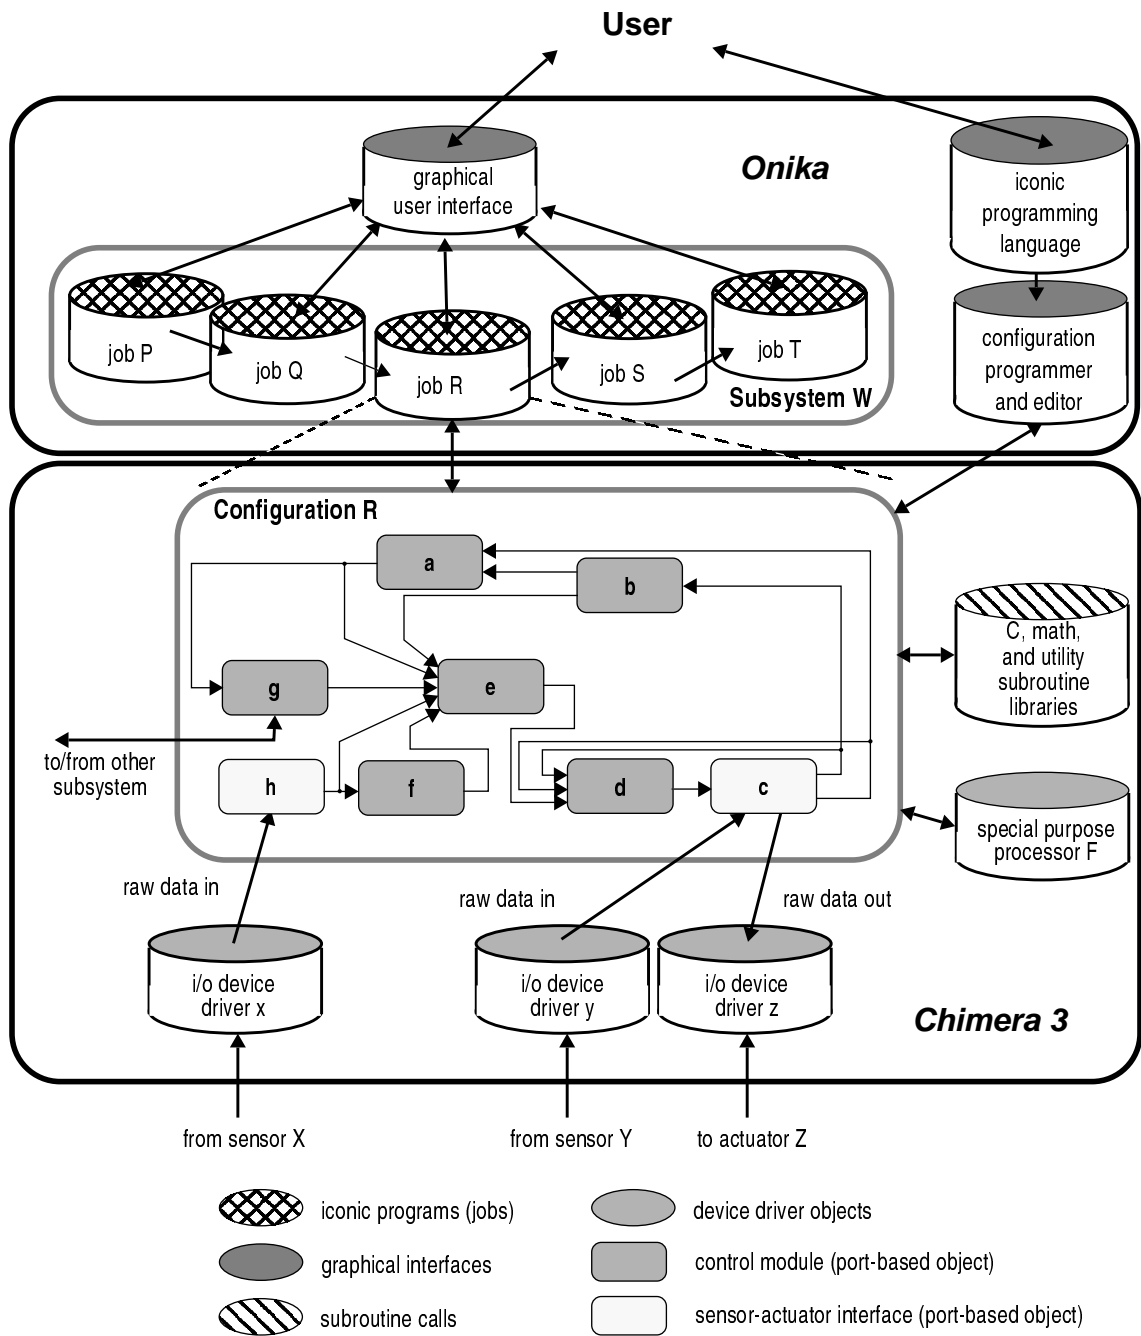 User
Onika
graphical
user interface
iconic
programming
language
job P
job Q
job R
job S
job T
Subsystem W
configuration
programmer
and editor
Configuration R
a
b
g
e
h
f
d
c
to/from other
subsystem
C, math,
and utility
subroutine
libraries
special purpose
processor F
raw data in
raw data in
raw data out
i/o device
driver x
i/o device
driver y
i/o device
driver z
Chimera 3
from sensor X
from sensor Y
to actuator Z
iconic programs (jobs)
device driver objects
graphical interfaces
control module (port-based object)
subroutine calls
sensor-actuator interface (port-based object)